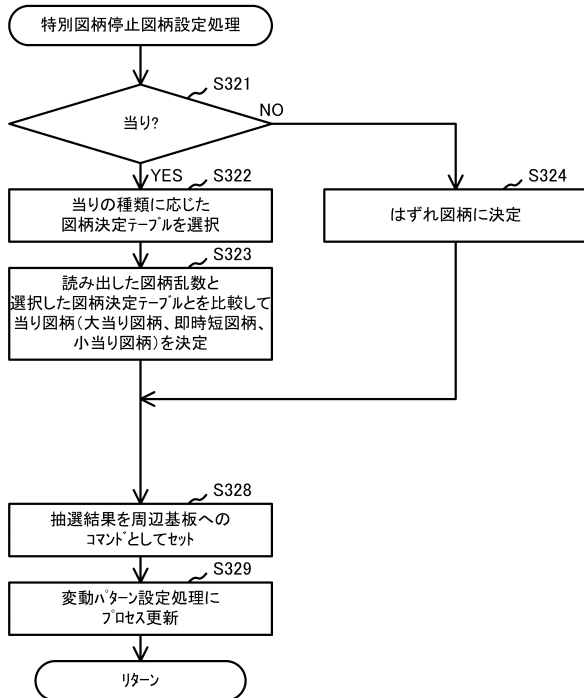 特別図柄停止図柄設定処理
S321
当り?
NO
YES
S322
当りの種類に応じた
図柄決定テーブルを選択
S324
はずれ図柄に決定
S323
読み出した図柄乱数と
選択した図柄決定テーブルとを比較して
当り図柄(大当り図柄、即時短図柄、
小当り図柄)を決定
S328
抽選結果を周辺基板への
コマンドとしてセット
S329
変動パターン設定処理に
プロセス更新
リターン